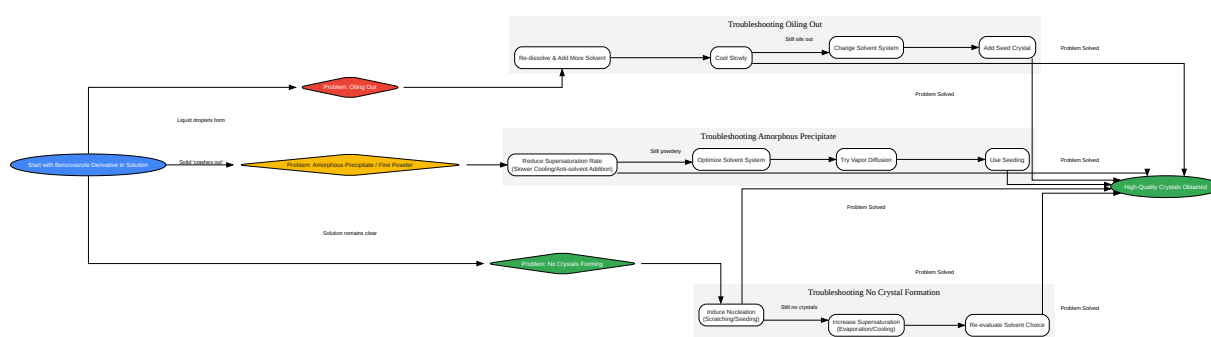 Troubleshooting Oiling Out
Still oils out
Re-dissolve & Add More Solvent
Cool Slowly
Change Solvent System
Add Seed Crystal
Problem Solved
Problem: Oiling Out
Problem Solved
Liquid droplets form
Troubleshooting Amorphous Precipitate
Still powdery
Start with Benzoxazole Derivative in Solution
Solid 'crashes out'
Problem: Amorphous Precipitate / Fine Powder
Reduce Supersaturation Rate
(Slower Cooling/Anti-solvent Addition)
Optimize Solvent System
Try Vapor Diffusion
Use Seeding
Problem Solved
High-Quality Crystals Obtained
Problem Solved
Solution remains clear
Problem: No Crystals Forming
Problem Solved
Troubleshooting No Crystal Formation
Still no crystals
Induce Nucleation
(Scratching/Seeding)
Increase Supersaturation
(Evaporation/Cooling)
Re-evaluate Solvent Choice
Problem Solved